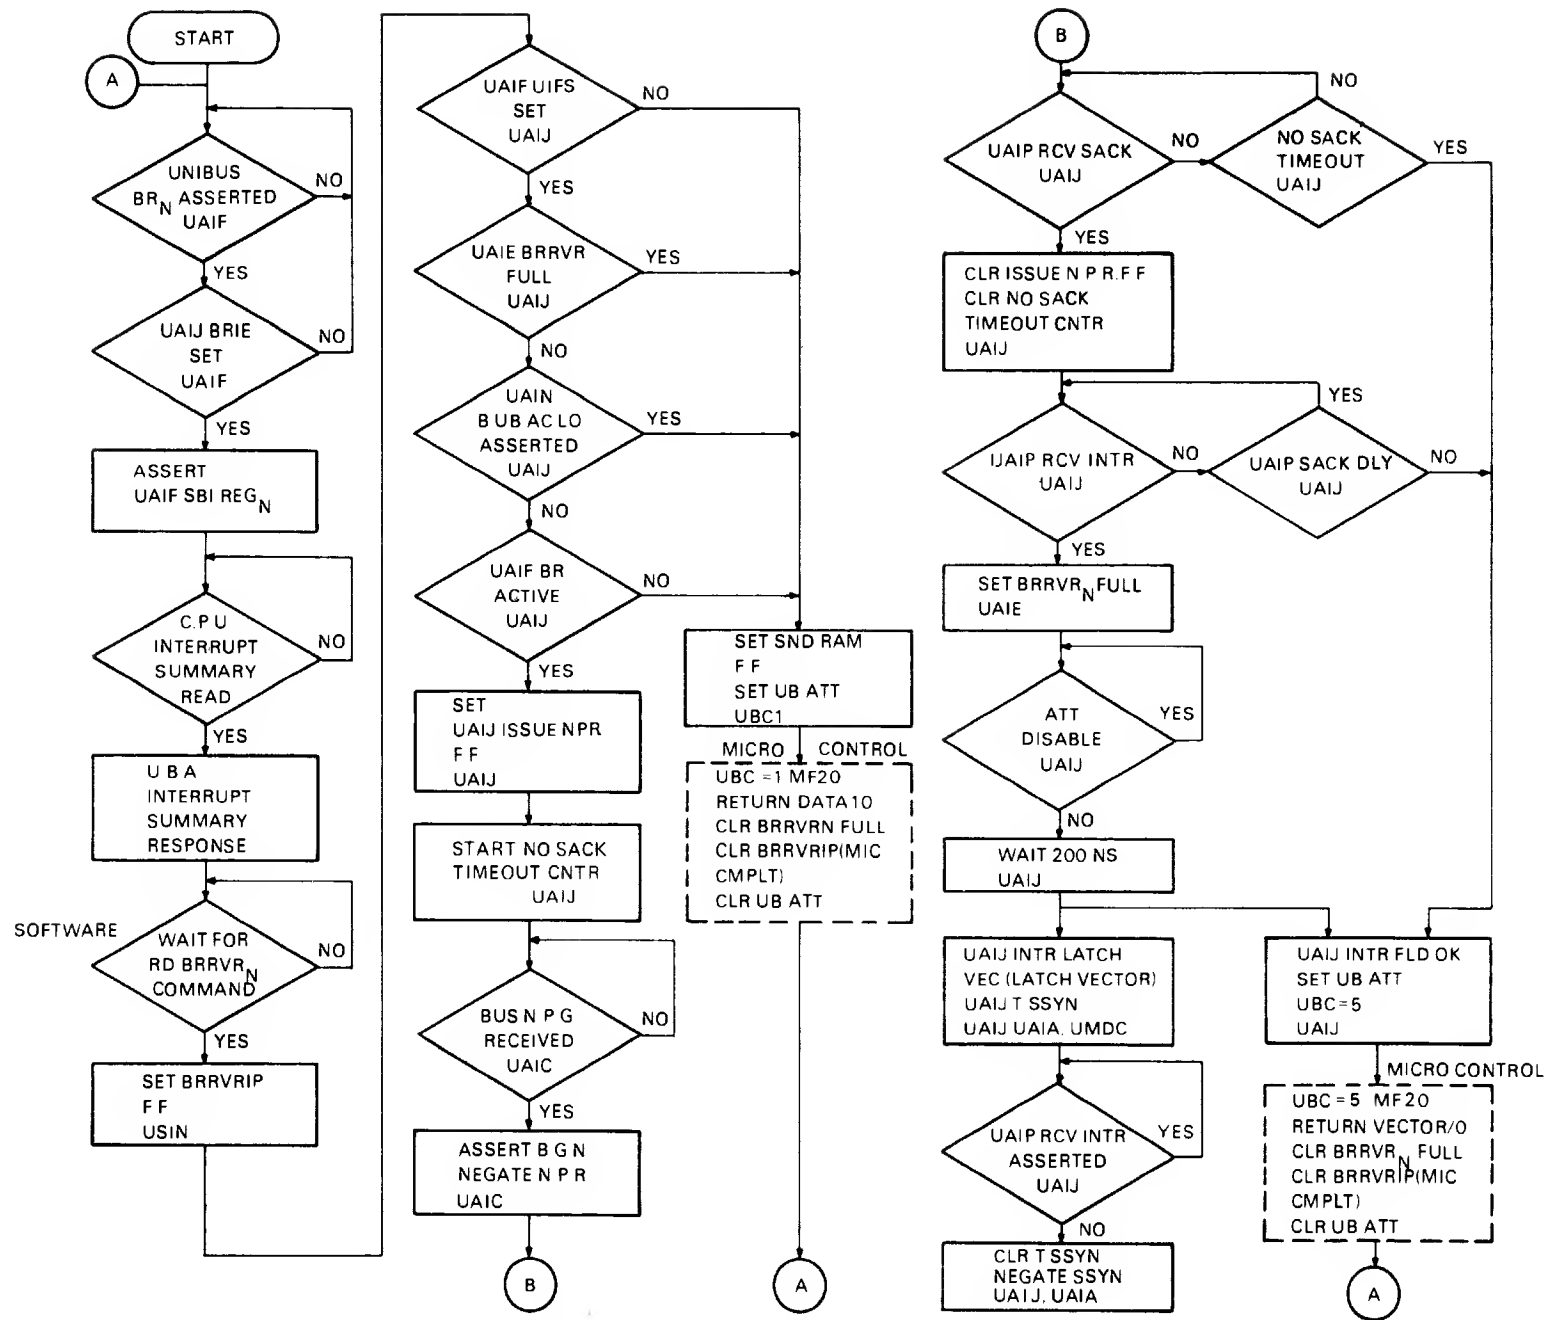 START
A
UNIBUS
BRN ASSERTED
UAIF
NO
YES
UAIJ BRIE
SET
UAIF
NO
YES
ASSERT
UAIF SBI REGN
C.P U
INTERRUPT
SUMMARY
READ
NO
YES
U B A
INTERRUPT
SUMMARY
RESPONSE
SOFTWARE
WAIT FOR
RD BRRVRN
COMMAND
NO
YES
SET BRRVRIP
F F
USIN
UAIF UIFS
SET
UAIJ
NO
YES
UAIE BRRVR
FULL
UAIJ
YES
NO
UAIN
B UB AC LO
ASSERTED
UAIJ
YES
NO
UAIF BR
ACTIVE
UAIJ
NO
YES
SET
UAIJ ISSUE NPR
F F
UAIJ
START NO SACK
TIMEOUT CNTR
UAIJ
BUS N P G
RECEIVED
UAIC
NO
YES
ASSERT B G N
NEGATE N P R
UAIC
B
SET SND RAM
F F
SET UB ATT
UBC1
MICRO CONTROL
UBC =1 MF20
RETURN DATA10
CLR BRRVRN FULL
CLR BRRVRIP(MIC
CMPLT)
CLR UB ATT
A
B
UAIP RCV SACK
UAIJ
NO
YES
NO SACK
TIMEOUT
UAIJ
NO
YES
CLR ISSUE N P R.F F
CLR NO SACK
TIMEOUT CNTR
UAIJ
IJAIP RCV INTR
UAIJ
NO
YES
UAIP SACK DLY
UAIJ
YES
NO
SET BRRVRN FULL
UAIE
ATT
DISABLE
UAIJ
YES
NO
WAIT 200 NS
UAIJ
UAIJ INTR LATCH
VEC (LATCH VECTOR)
UAIJ T SSYN
UAIJ UAIA, UMDC
UAIP RCV INTR
ASSERTED
UAIJ
YES
NO
CLR T SSYN
NEGATE SSYN
UAIJ, UAIA
UAIJ INTR FLD OK
SET UB ATT
UBC=5
UAIJ
MICRO CONTROL
UBC = 5 MF20
RETURN VECTOR/0
CLR BRRVRN FULL
CLR BRRVRIP(MIC
CMPLT)
CLR UB ATT
A